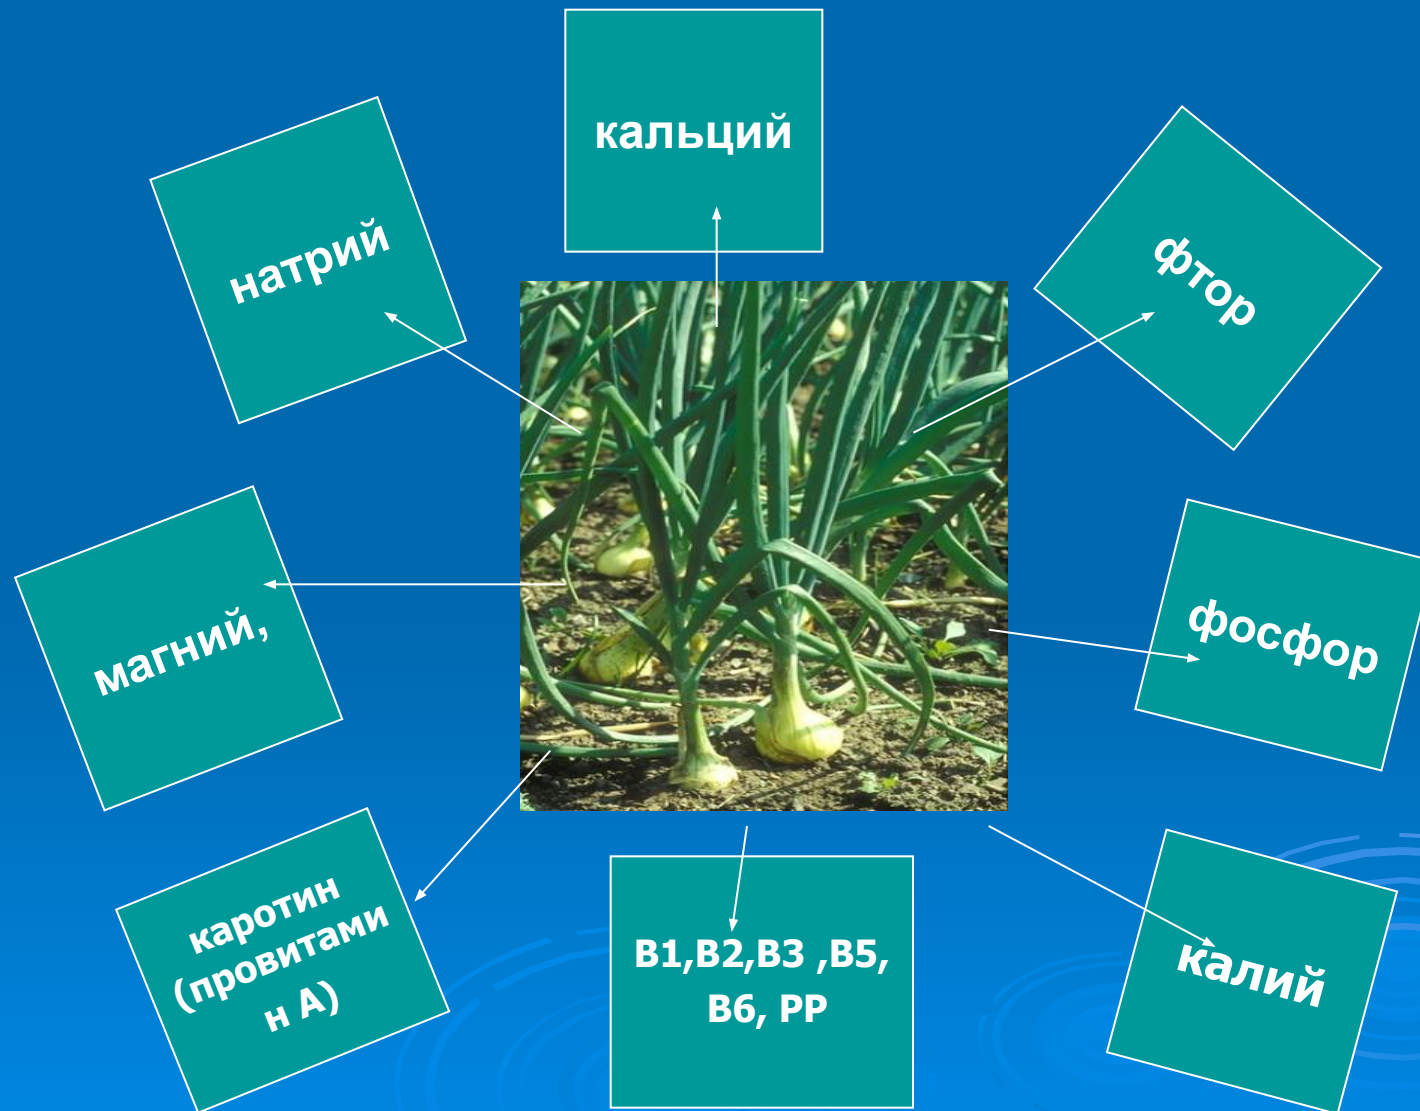 кальций
натрий
фтор
магний,
фосфор
каротин
(провитами
н А)
В1,В2,В3 ,В5,
В6, РР
калий